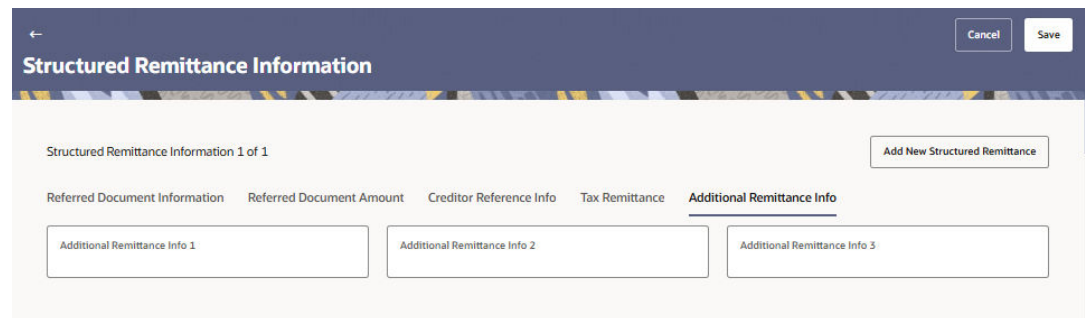 Cancel
Save
Structured Remittance Information
Structured Remittance Information 1 of 1
Add New Structured Remittance
Referred Document Information Referred Document Amount Creditor Reference Info Tax Remittance Additional Remittance Info
Additional Remittance Info 1
Additional Remittance Info 2
Additional Remittance Info 3